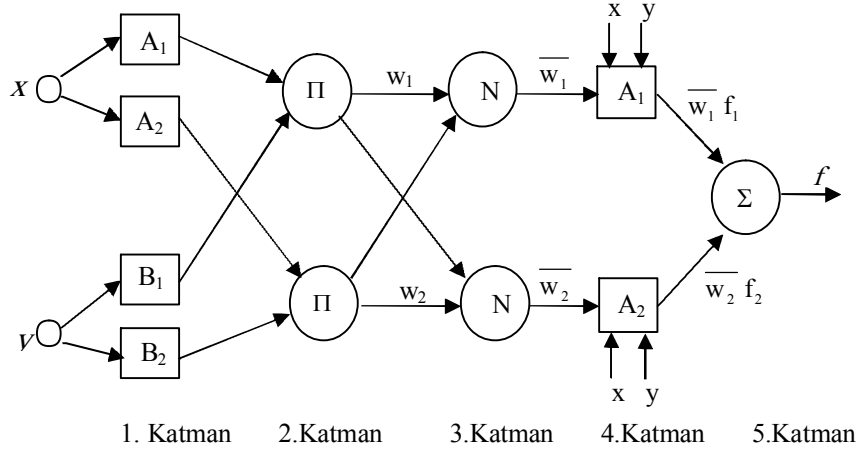 x y
A₁ w₁ w̅₁ A₁
x Π N w̅₁ f₁
A₂
Σ f
B₁ w₂ w̅₂ w̅₂ f₂
y Π N A₂
B₂
x y
1. Katman 2.Katman 3.Katman 4.Katman 5.Katman